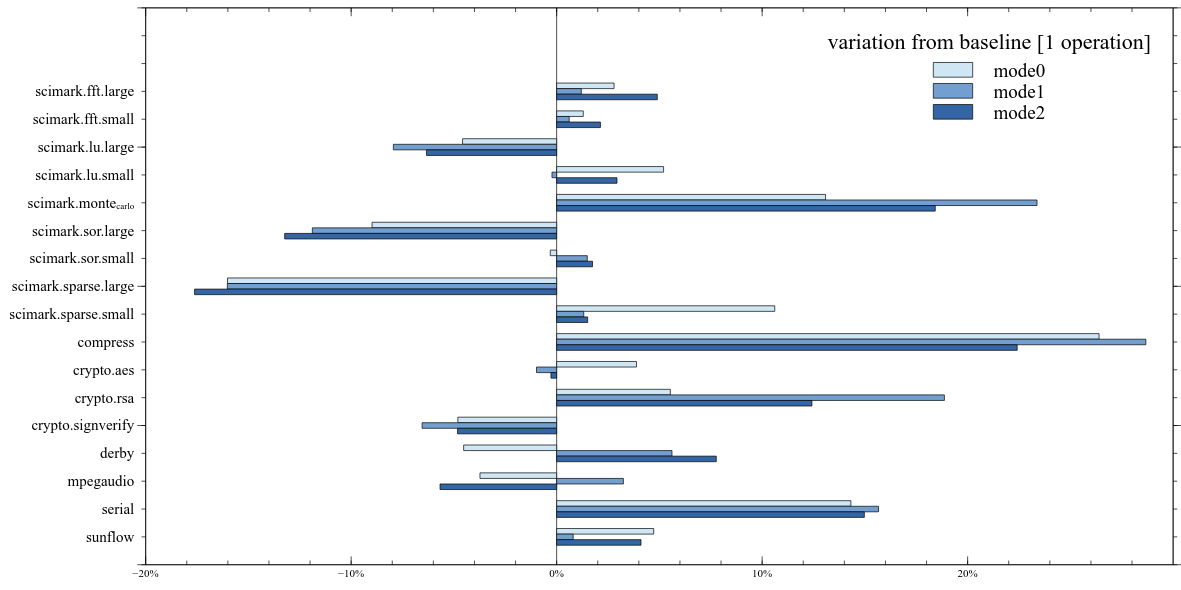 variation from baseline [1 operation]
mode0
mode1
mode2
scimark.fft.large
scimark.fft.small
scimark.lu.large
scimark.lu.small
scimark.montecarlo
scimark.sor.large
scimark.sor.small
scimark.sparse.large
scimark.sparse.small
compress
crypto.aes
crypto.rsa
crypto.signverify
derby
mpegaudio
serial
sunflow
−20% −10% 0% 10% 20%